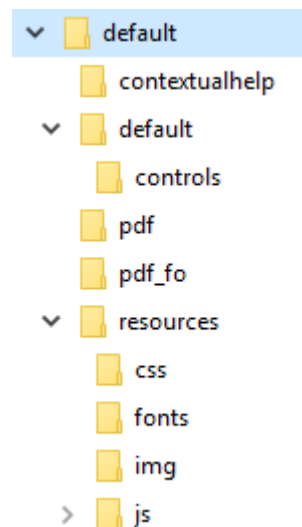 default
contextualhelp
default
controls
pdf
pdf_fo
resources
css
fonts
img
js